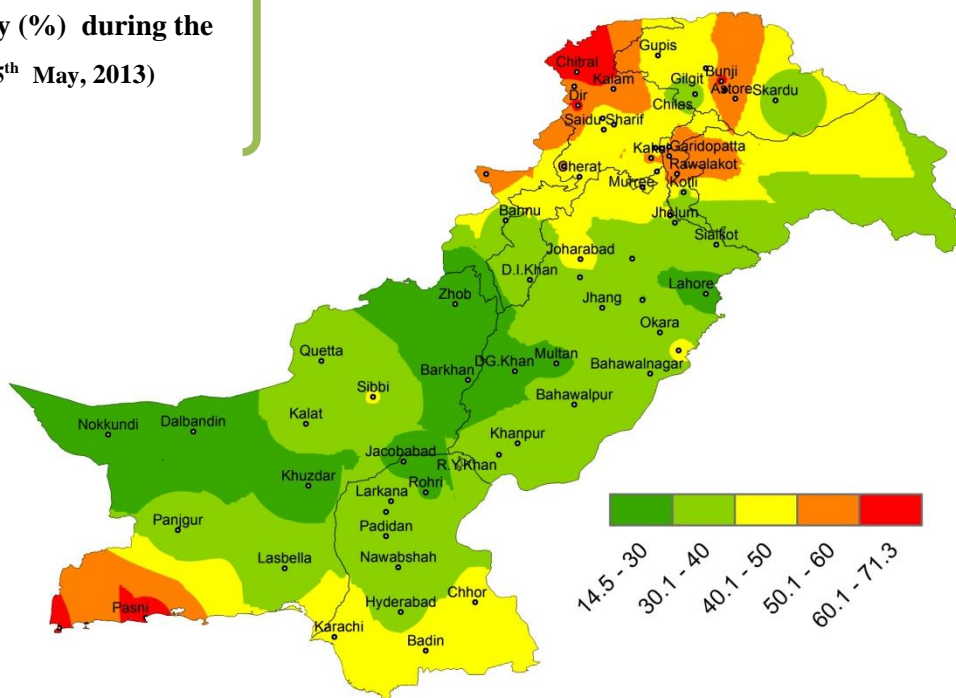 y (%) during the
5th May, 2013)
Gupis
Chitral
Kalam
Gilgit
Bunji
Astore
Skardu
Dir
Chilas
Saidu Sharif
Garidopatta
Rawalakot
Cherat
Murree
Kotli
Bannu
Jhelum
Sialkot
Joharabad
D.I.Khan
Zhob
Lahore
Jhang
Okara
Quetta
DG.Khan
Multan
Barkhan
Bahawalnagar
Sibbi
Bahawalpur
Kalat
Nokkundi
Dalbandin
Khanpur
Jacobabad
R.Y.Khan
Khuzdar
Rohri
Larkana
Panjgur
Padidan
Lasbella
Nawabshah
Pasni
Hyderabad
Chhor
Karachi
Badin
14.5 - 30
30.1 - 40
40.1 - 50
50.1 - 60
60.1 - 71.3